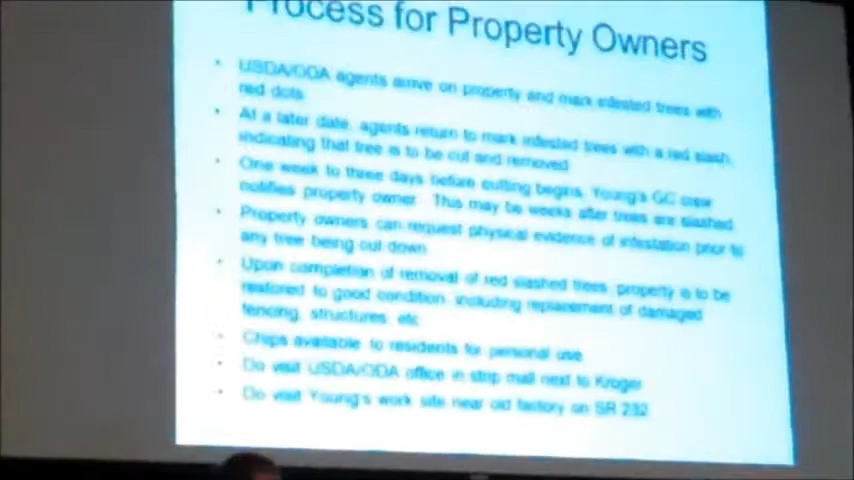 Process for Property Owners
• USDA/ODA agents arrive on property and mark infested trees with
red dots
• At a later date, agents return to mark infested trees with a red slash,
indicating that tree is to be cut and removed
• One week to three days before cutting begins, Young's GC crew
notifies property owner. This may be weeks after trees are slashed
• Property owners can request physical evidence of infestation prior to
any tree being cut down
• Upon completion of removal of red slashed trees, property is to be
restored to good condition, including replacement of damaged
fencing, structures, etc
• Chips available to residents for personal use
• Do visit USDA/ODA office in strip mall next to Kroger
• Do visit Young's work site near old factory on SR 232